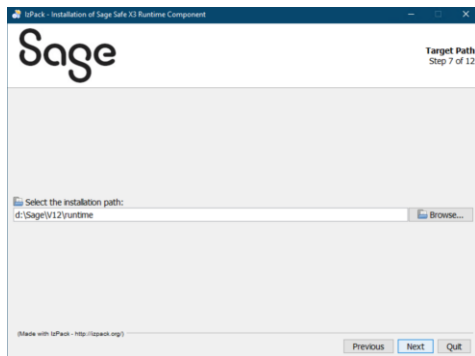 IzPack - Installation of Sage Safe X3 Runtime Component
Sage
Target Path
Step 7 of 12
Select the installation path:
d:\Sage\V12\runtime
Browse...
(Made with IzPack - http://izpack.org/)
Previous
Next
Quit